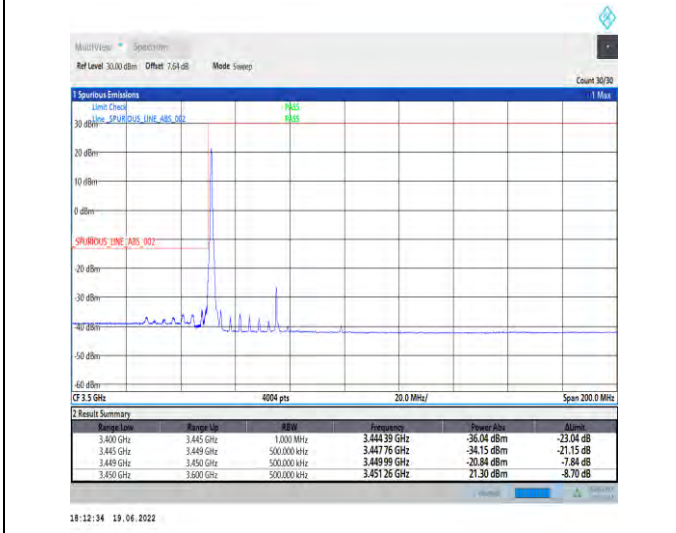 MultiView Spectrum
Ref Level 30.00 dBm Offset 7.64 dB Mode Sweep
Count 30/30
1 Spurious Emissions 1 Max
Limit Check PASS
Line _SPURIOUS_LINE_ABS_002 PASS
30 dBm
20 dBm
10 dBm
0 dBm
_SPURIOUS_LINE_ABS_002
-20 dBm
-30 dBm
-40 dBm
-50 dBm
-60 dBm
CF 3.5 GHz 4004 pts 20.0 MHz/ Span 200.0 MHz
2 Result Summary
Range Low Range Up RBW Frequency Power Abs ΔLimit
3.400 GHz 3.445 GHz 1.000 MHz 3.444 39 GHz -36.04 dBm -23.04 dB
3.445 GHz 3.449 GHz 500.000 kHz 3.447 76 GHz -34.15 dBm -21.15 dB
3.449 GHz 3.450 GHz 500.000 kHz 3.449 99 GHz -20.84 dBm -7.84 dB
3.450 GHz 3.600 GHz 500.000 kHz 3.451 26 GHz 21.30 dBm -8.70 dB
18:12:34 19.06.2022